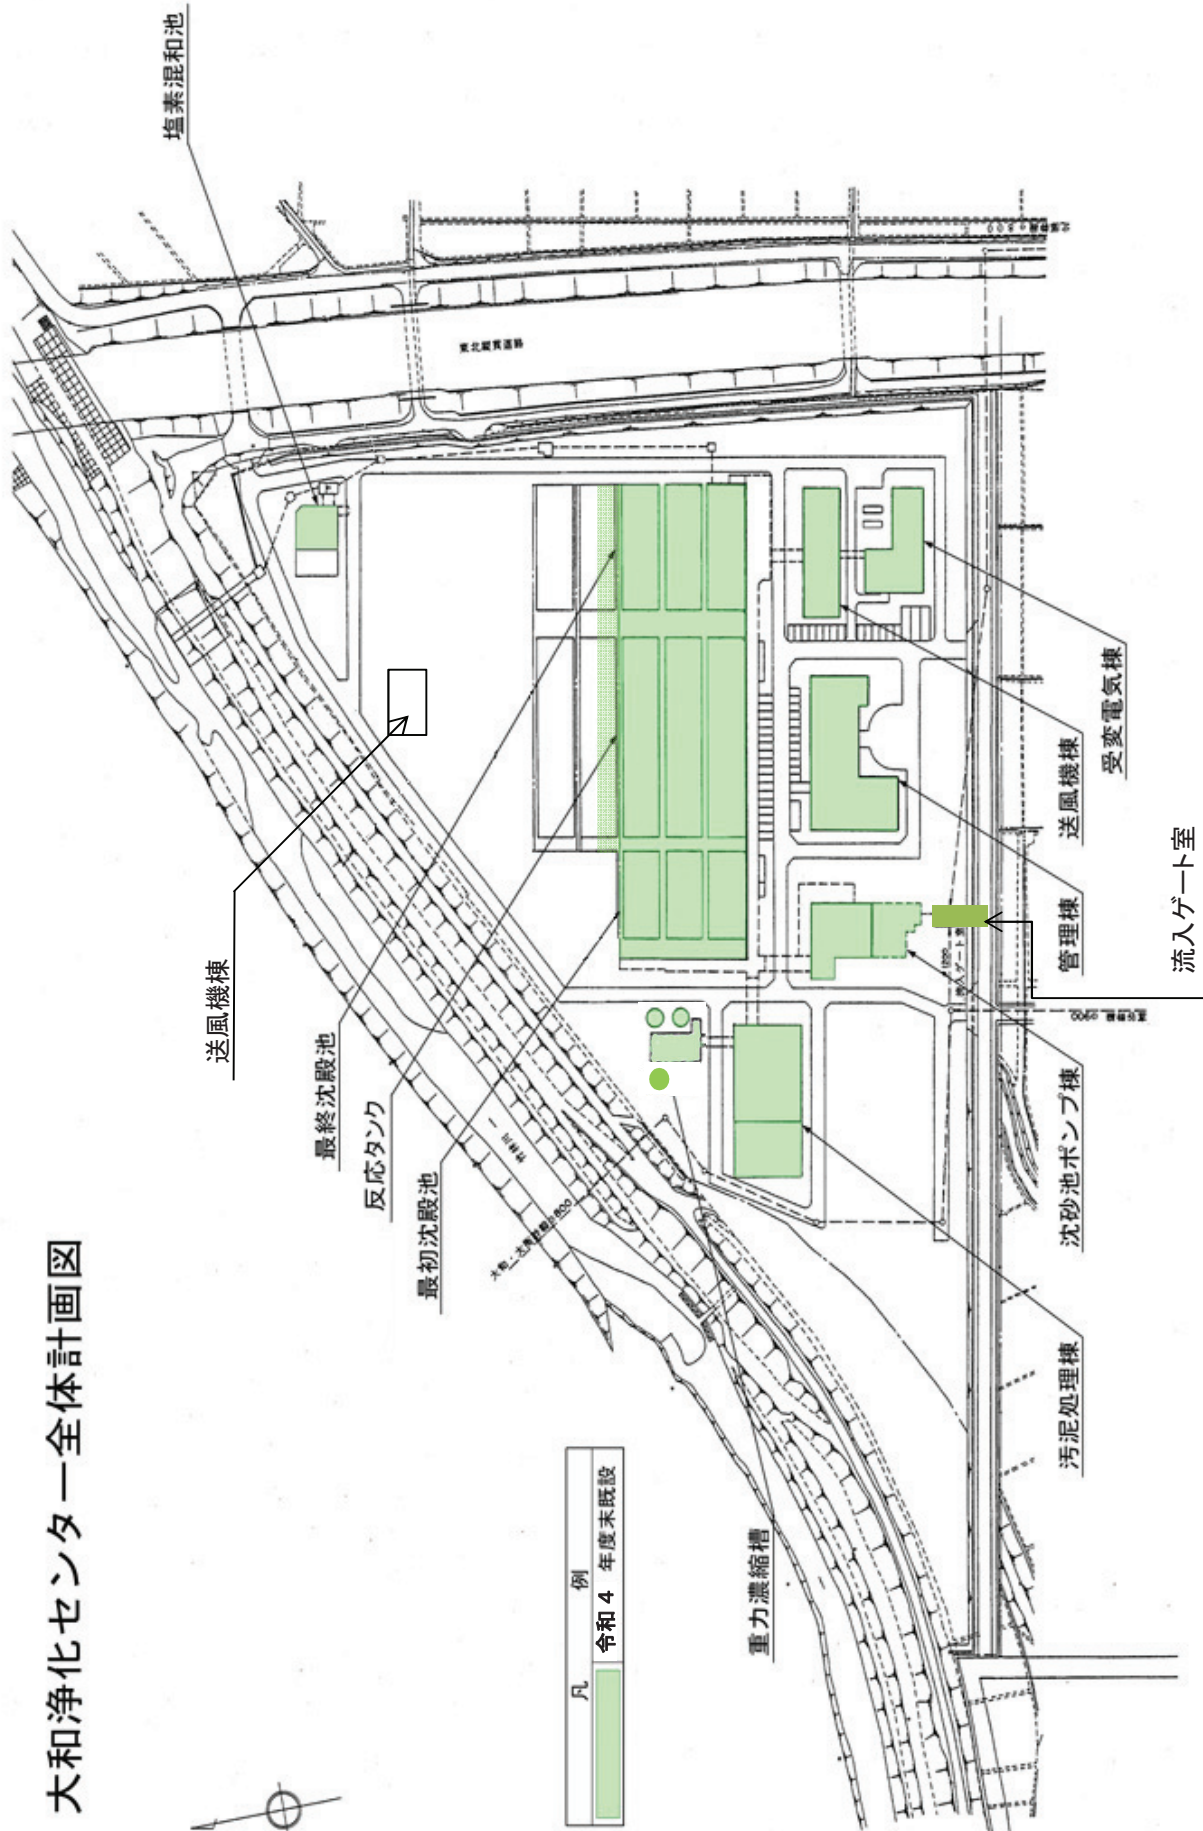 大和浄化センター全体計画図
塩素混和池
送風機棟
最終沈殿池
反応タンク
最初沈殿池
東北縦貫道路
受変電気棟
送風機棟
管理棟
流入ゲート室
沈砂池ポンプ棟
汚泥処理棟
重力濃縮槽
凡　例
令和４　年度末既設